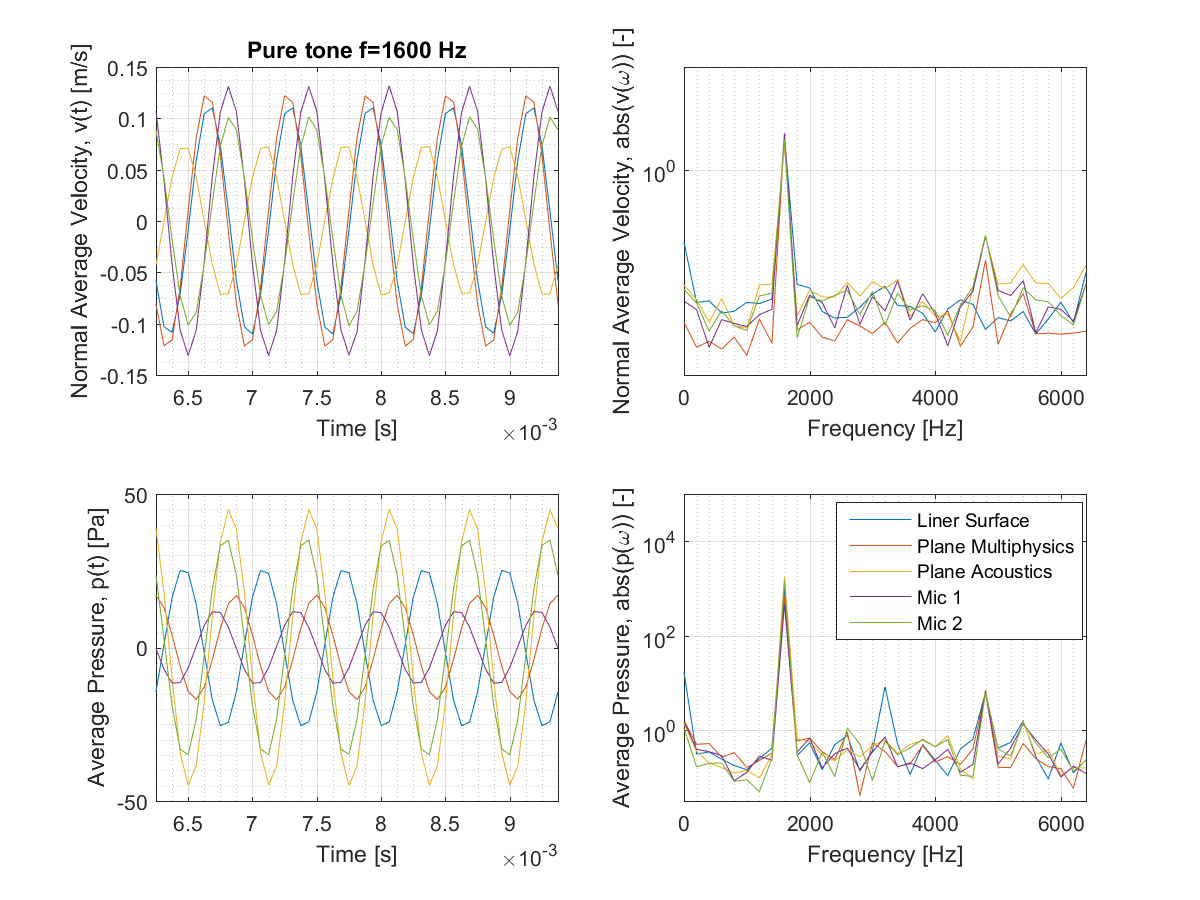 Pure tone f=1600 Hz
Normal Average Velocity, v(t) [m/s]
0.15
0.1
0.05
0
-0.05
-0.1
-0.15
6.5 7 7.5 8 8.5 9
Time [s]
×10-3
Normal Average Velocity, abs(v(ω)) [-]
100
0 2000 4000 6000
Frequency [Hz]
Average Pressure, p(t) [Pa]
50
0
-50
6.5 7 7.5 8 8.5 9
Time [s]
×10-3
Average Pressure, abs(p(ω)) [-]
104
102
100
0 2000 4000 6000
Frequency [Hz]
Liner Surface
Plane Multiphysics
Plane Acoustics
Mic 1
Mic 2